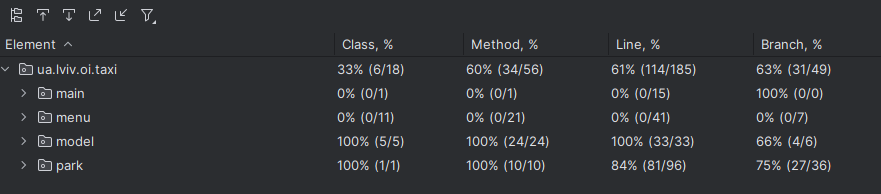 Element Class, % Method, % Line, % Branch, %
ua.lviv.oi.taxi 33% (6/18) 60% (34/56) 61% (114/185) 63% (31/49)
main 0% (0/1) 0% (0/1) 0% (0/15) 100% (0/0)
menu 0% (0/11) 0% (0/21) 0% (0/41) 0% (0/7)
model 100% (5/5) 100% (24/24) 100% (33/33) 66% (4/6)
park 100% (1/1) 100% (10/10) 84% (81/96) 75% (27/36)